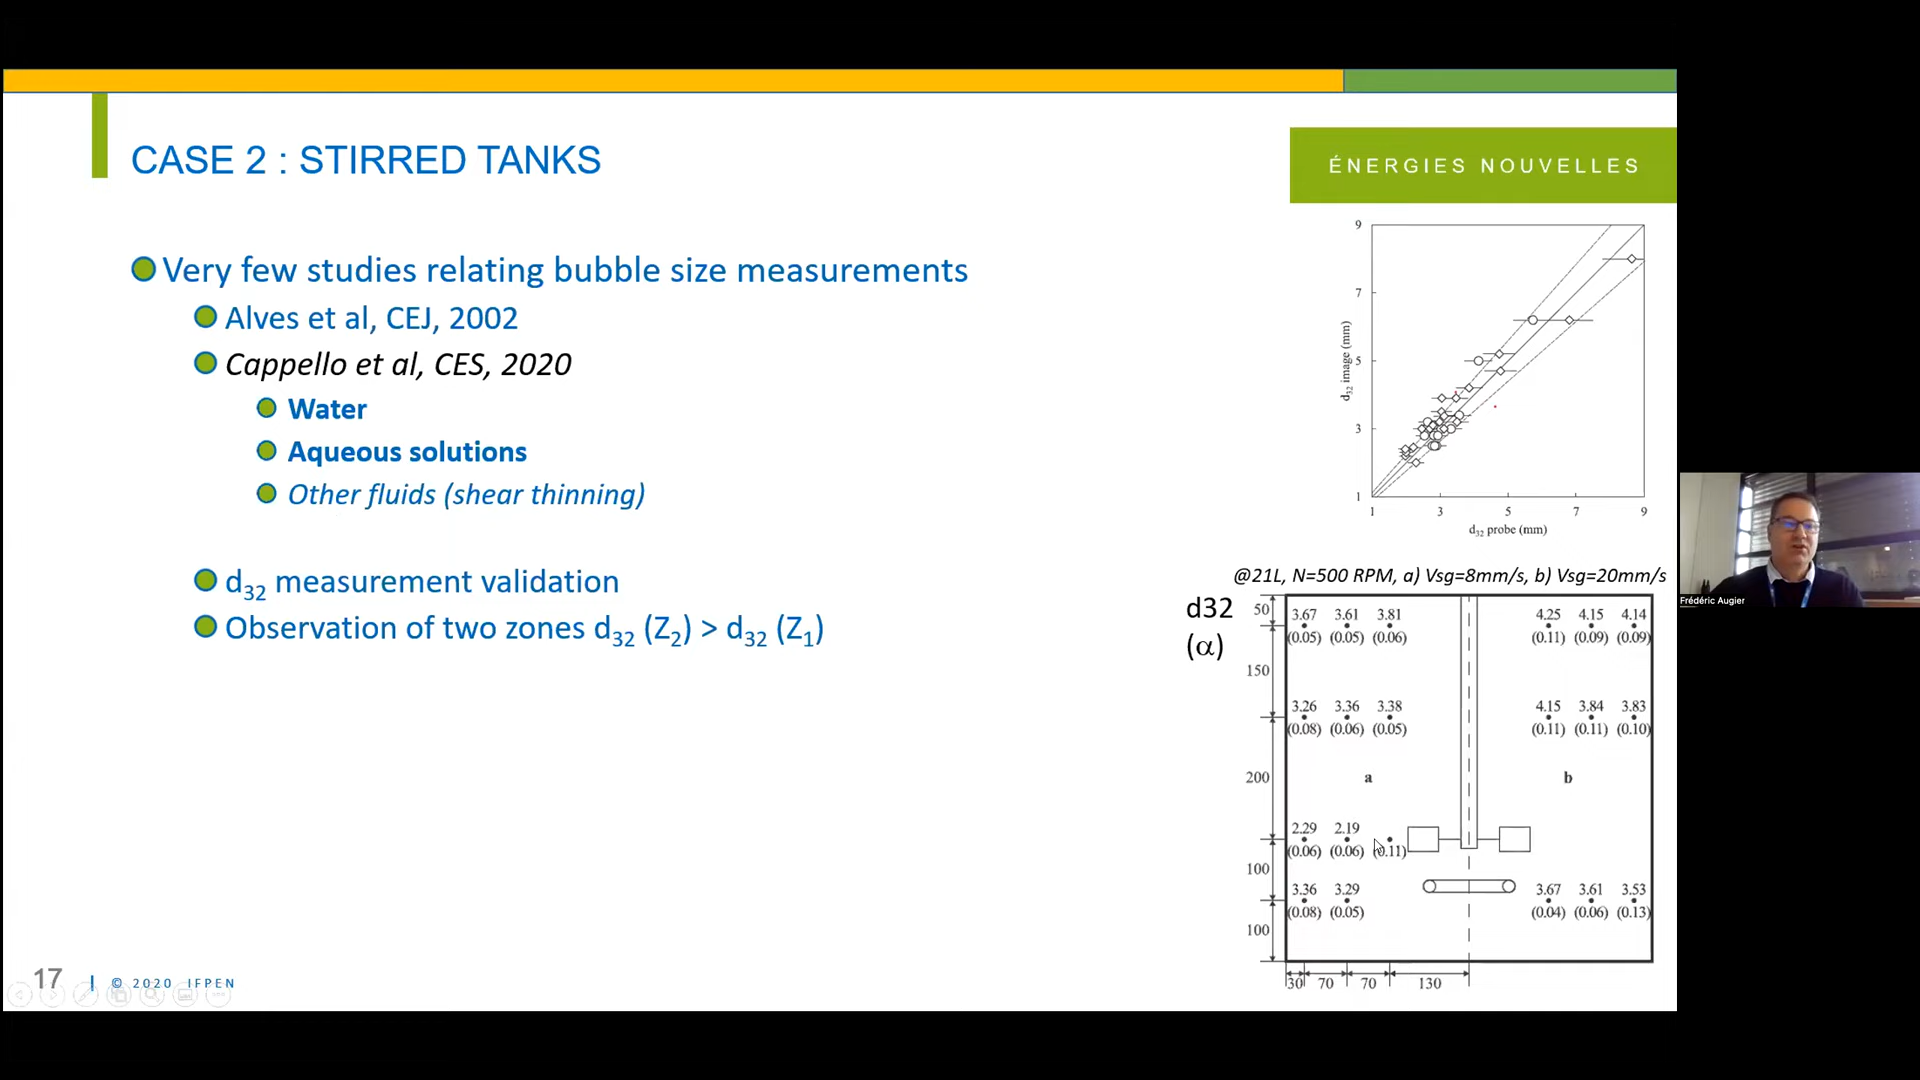 CASE 2 : STIRRED TANKS
ÉNERGIES NOUVELLES
Very few studies relating bubble size measurements
Alves et al, CEJ, 2002
Cappello et al, CES, 2020
Water
Aqueous solutions
Other fluids (shear thinning)
d32 measurement validation
Observation of two zones d32 (Z2) > d32 (Z1)
9
7
5
3
1
d32 image (mm)
1 3 5 7 9
d32 probe (mm)
@21L, N=500 RPM, a) Vsg=8mm/s, b) Vsg=20mm/s
d32
(α)
50 3.67 3.61 3.81 4.25 4.15 4.14
(0.05) (0.05) (0.06) (0.11) (0.09) (0.09)
150
3.26 3.36 3.38 4.15 3.84 3.83
(0.08) (0.06) (0.05) (0.11) (0.11) (0.10)
200 a b
2.29 2.19
(0.06) (0.06) (0.11)
100
3.36 3.29 3.67 3.61 3.53
(0.08) (0.05) (0.04) (0.06) (0.13)
100
30 70 70 130
17 | © 2020 IFPEN
Frédéric Augier